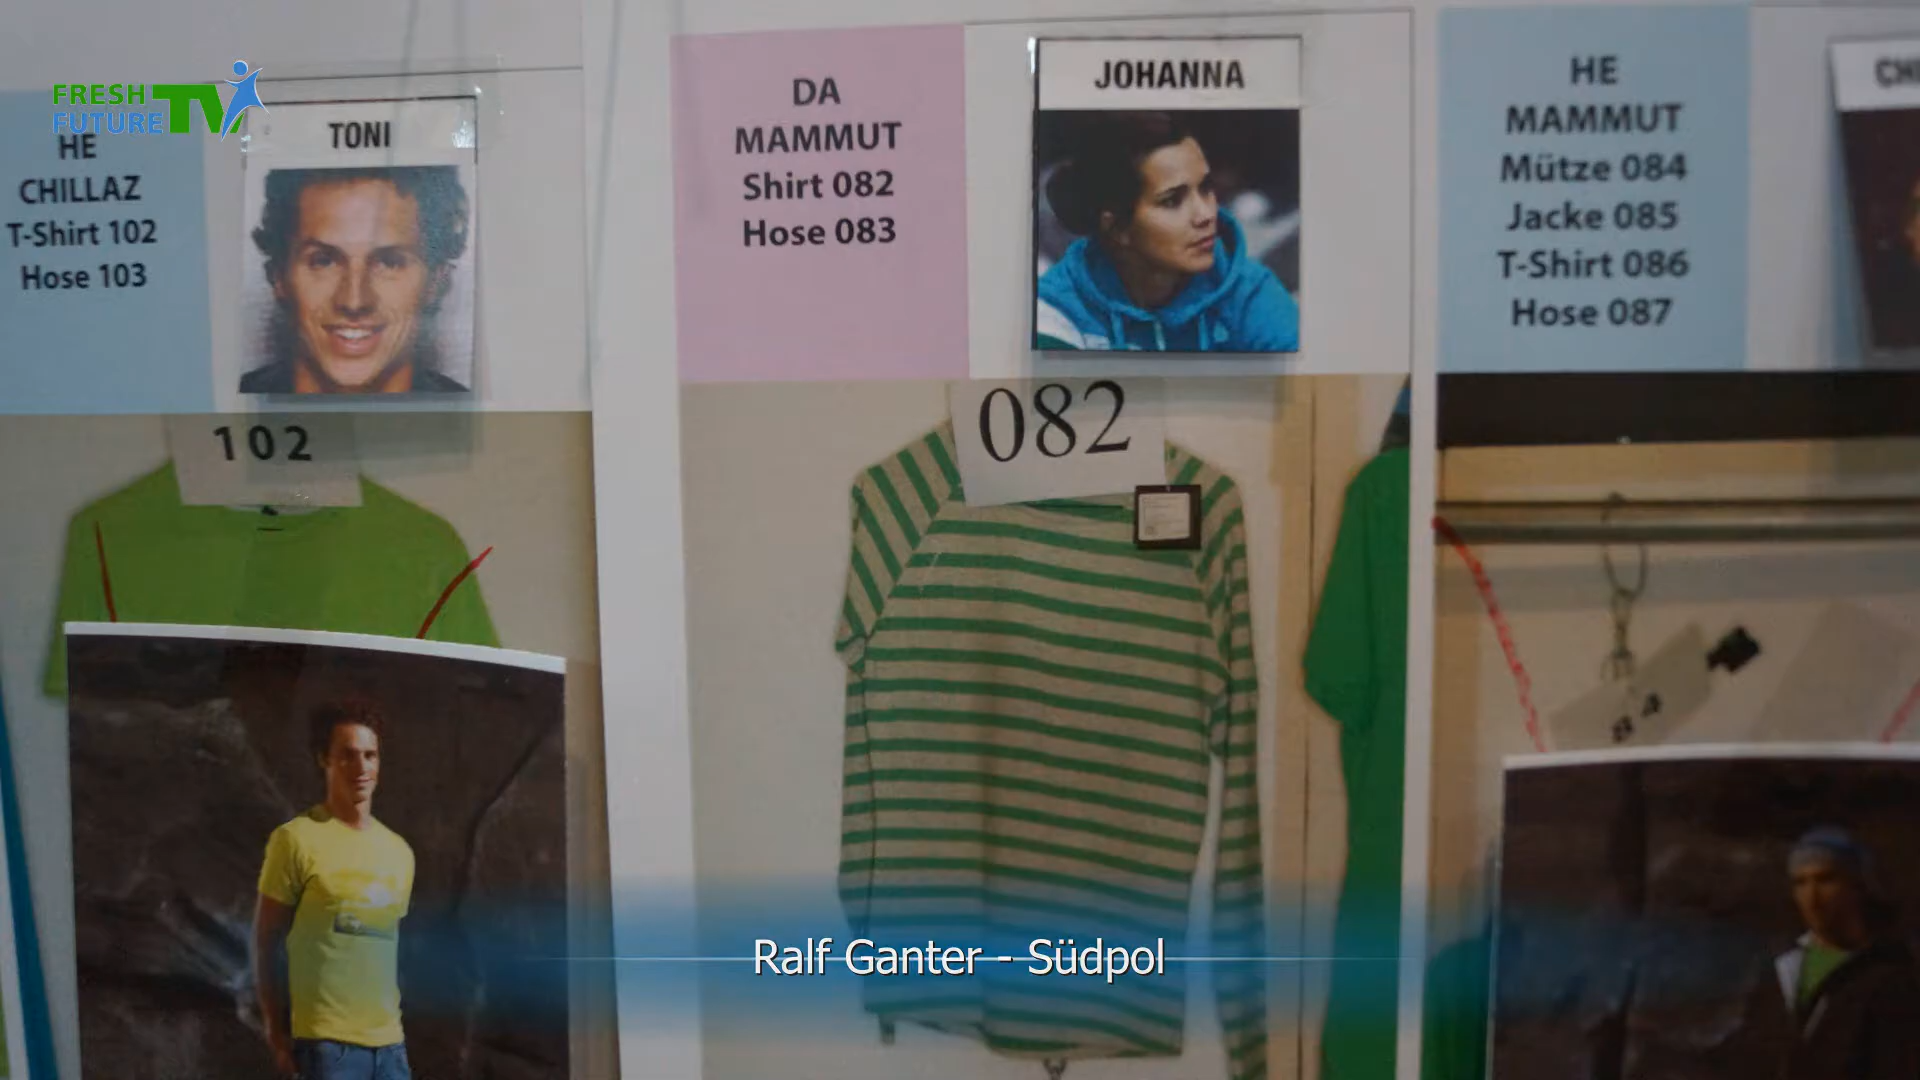 FRESH
FUTURE TV
HE
CHILLAZ
T-Shirt 102
Hose 103
TONI
102
DA
MAMMUT
Shirt 082
Hose 083
JOHANNA
082
HE
MAMMUT
Mütze 084
Jacke 085
T-Shirt 086
Hose 087
Ralf Ganter - Südpol